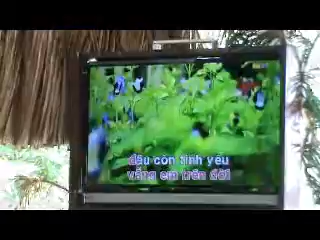 đâu còn tình yêu
vắng em trên đời